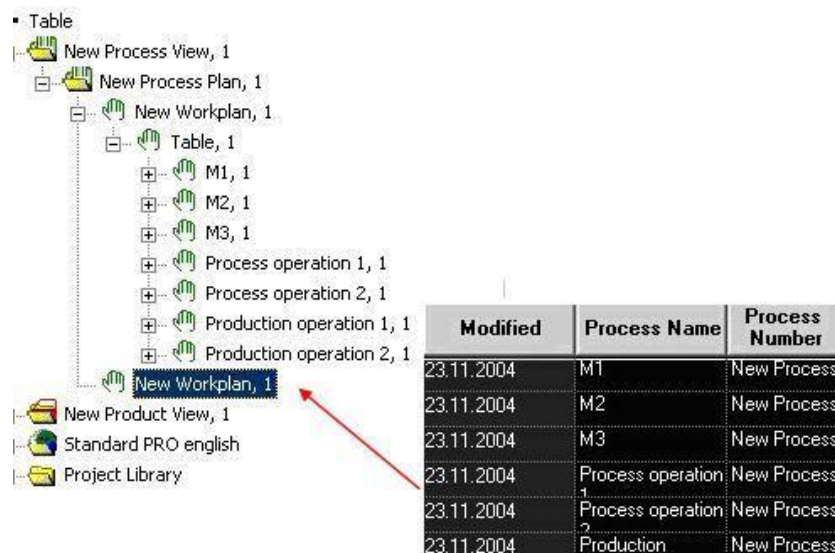 Table
New Process View, 1
New Process Plan, 1
New Workplan, 1
Table, 1
M1, 1
M2, 1
M3, 1
Process operation 1, 1
Process operation 2, 1
Production operation 1, 1
Production operation 2, 1
New Workplan, 1
New Product View, 1
Standard PRO english
Project Library
Modified Process Name Process Number
23.11.2004 M1 New Process
23.11.2004 M2 New Process
23.11.2004 M3 New Process
23.11.2004 Process operation 1 New Process
23.11.2004 Process operation 2 New Process
23.11.2004 Production New Process